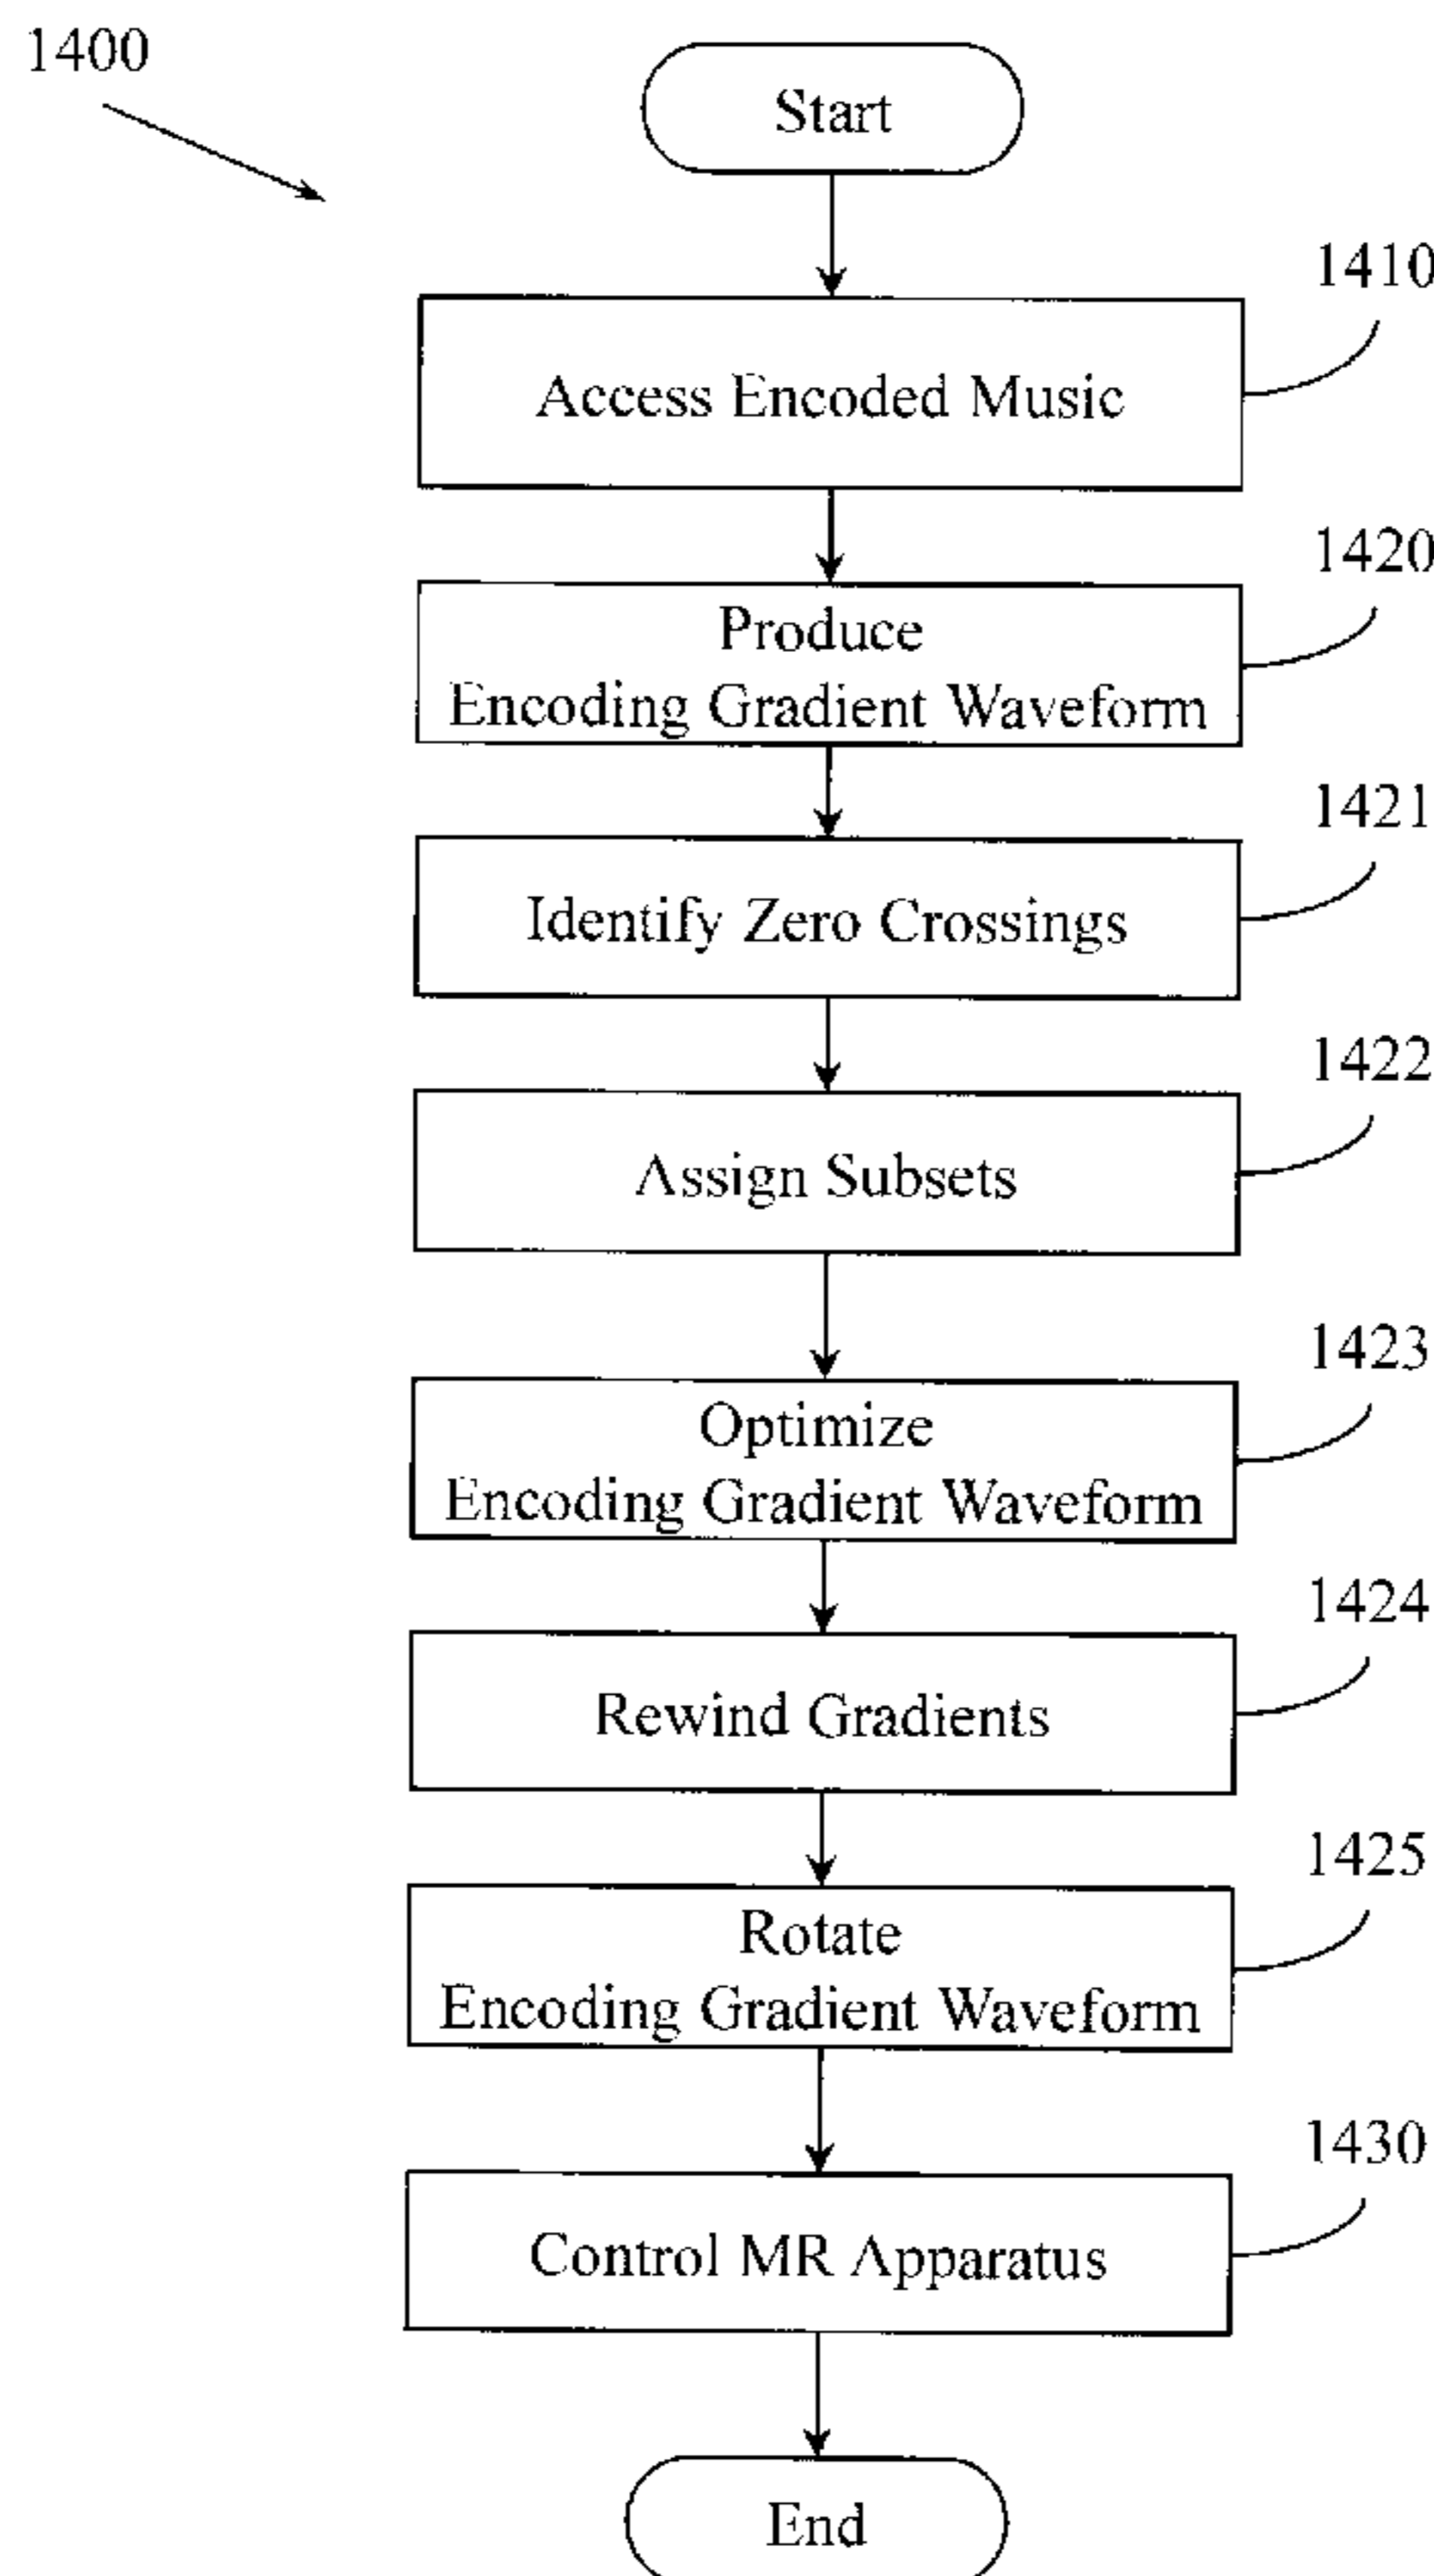 1400
Start
1410
Access Encoded Music
1420
Produce
Encoding Gradient Waveform
1421
Identify Zero Crossings
1422
Assign Subsets
1423
Optimize
Encoding Gradient Waveform
1424
Rewind Gradients
1425
Rotate
Encoding Gradient Waveform
1430
Control MR Apparatus
End